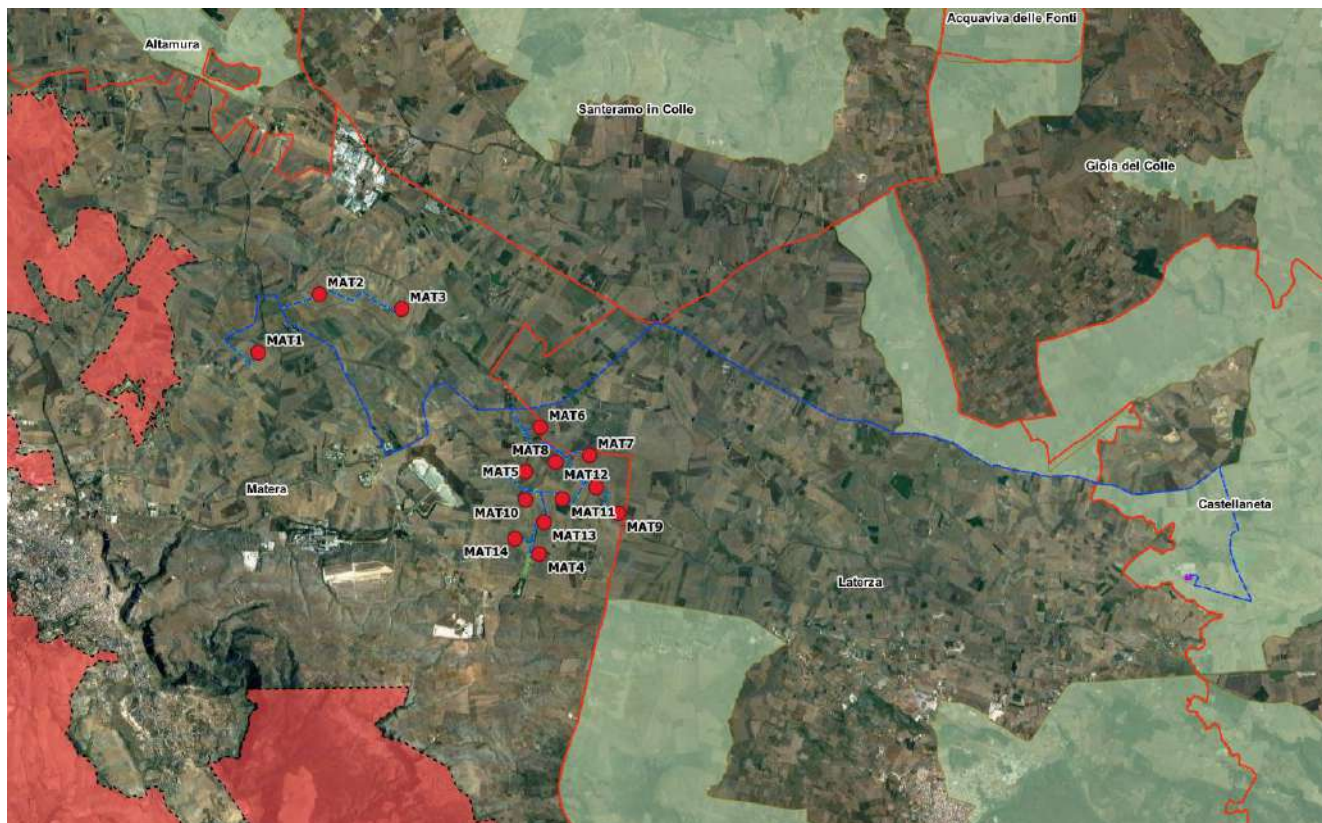 Acquaviva delle Fonti
Altamura
Santeramo in Colle
Gioia del Colle
MAT2
MAT3
MAT1
MAT6
MAT7
MAT8
MAT5
MAT12
Matera
MAT10
MAT11
MAT9
Castellaneta
MAT13
MAT14
MAT4
Laterza